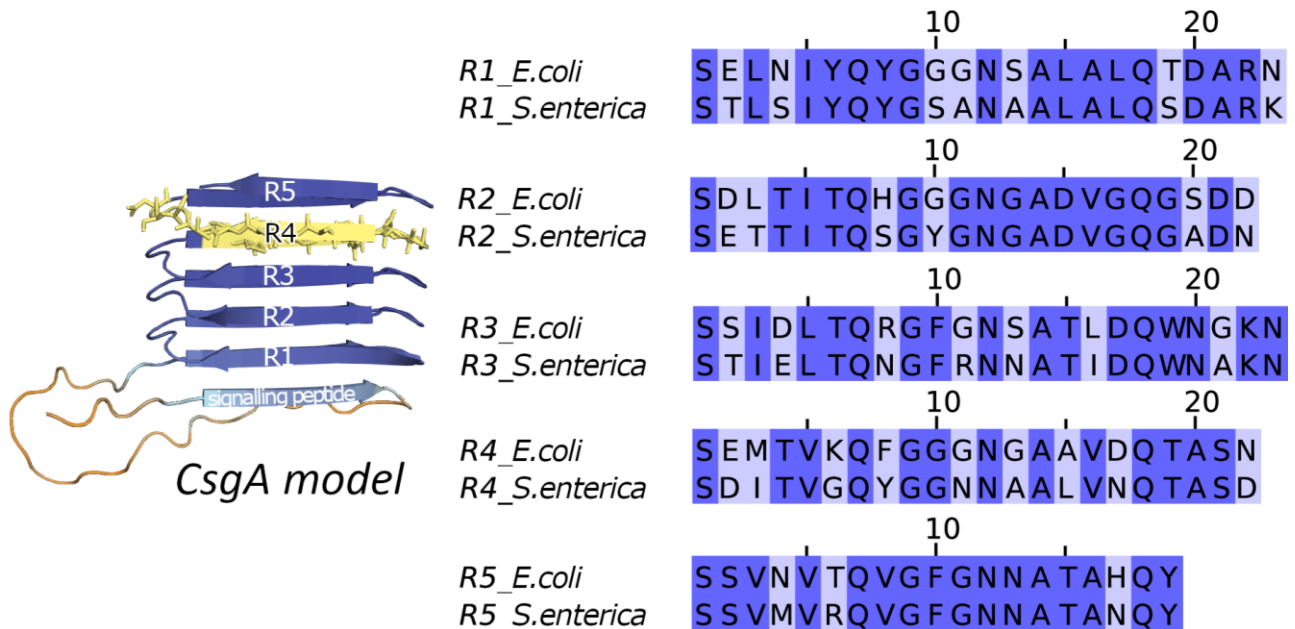 R5
R4
R3
R2
R1
signalling peptide
CsgA model
10 20
R1_E.coli SELNIYQYGGGNSALALQTDARN
R1_S.enterica STLSIYQYGSANAALALQSDARK
10 20
R2_E.coli SDLTITQHGGGNGADVGQGSDD
R2_S.enterica SETTITQSGYGNGADVGQGADN
10 20
R3_E.coli SSIDLTQRGFGNSATLDQWNGKN
R3_S.enterica STIELTQNGFRNNATIDQWNAKN
10 20
R4_E.coli SEMTVKQFGGGNGAAVDQTASN
R4_S.enterica SDITVGQYGGNNAALVNQTASD
10
R5_E.coli SSVNVTQVGFGNNATAHQY
R5_S.enterica SSVMVRQVGFGNNATANQY